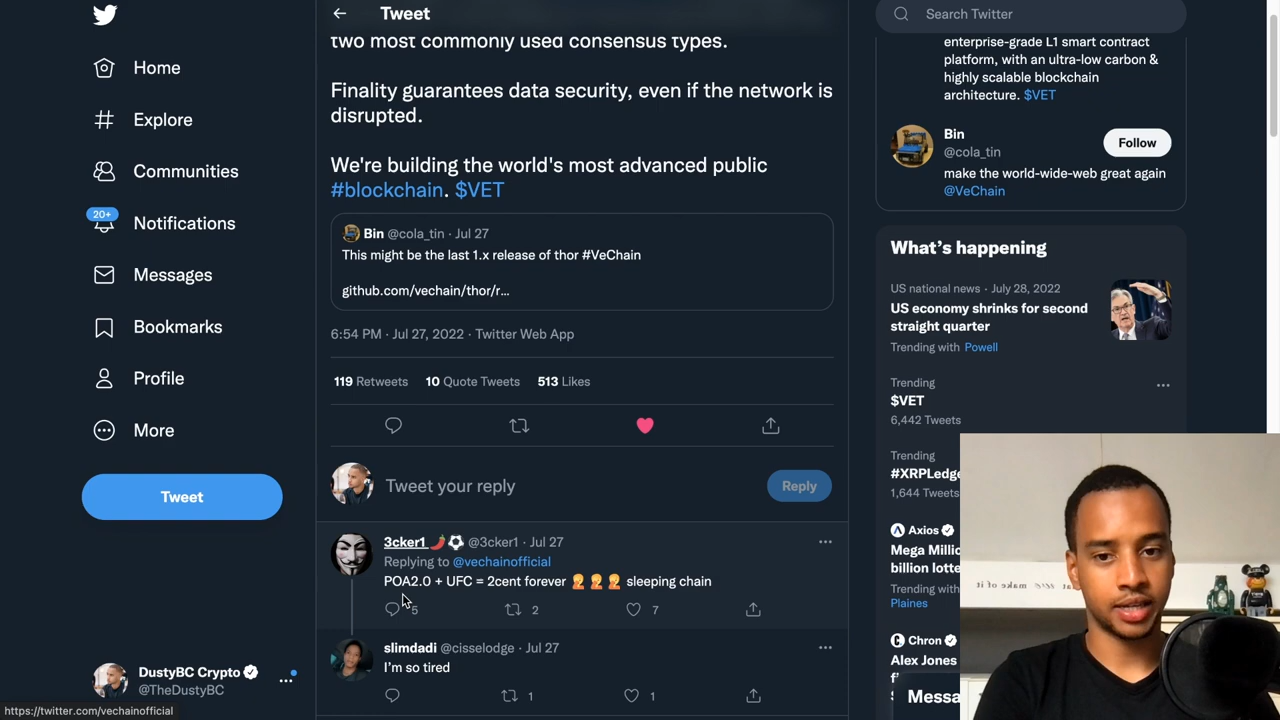 Home
Explore
Communities
20+
Notifications
Messages
Bookmarks
Profile
More
Tweet
DustyBC Crypto
@TheDustyBC
https://twitter.com/vechainofficial
Tweet
two most commonly used consensus types.
Finality guarantees data security, even if the network is
disrupted.
We're building the world's most advanced public
#blockchain. $VET
Bin @cola_tin · Jul 27
This might be the last 1.x release of thor #VeChain
github.com/vechain/thor/r…
6:54 PM · Jul 27, 2022 · Twitter Web App
119 Retweets 10 Quote Tweets 513 Likes
Tweet your reply
Reply
3cker1 🌶️⚽ @3cker1 · Jul 27
Replying to @vechainofficial
POA2.0 + UFC = 2cent forever 🤦🤦🤦 sleeping chain
5 2 7
slimdadi @cisselodge · Jul 27
I'm so tired
1 1
Search Twitter
enterprise-grade L1 smart contract
platform, with an ultra-low carbon &
highly scalable blockchain
architecture. $VET
Bin
@cola_tin
Follow
make the world-wide-web great again
@VeChain
What's happening
US national news · July 28, 2022
US economy shrinks for second
straight quarter
Trending with Powell
Trending
$VET
6,442 Tweets
Trending
#XRPLedge
1,644 Tweets
Axios
Mega Millio
billion lotte
Trending with
Plaines
Chron
Alex Jones
Messa